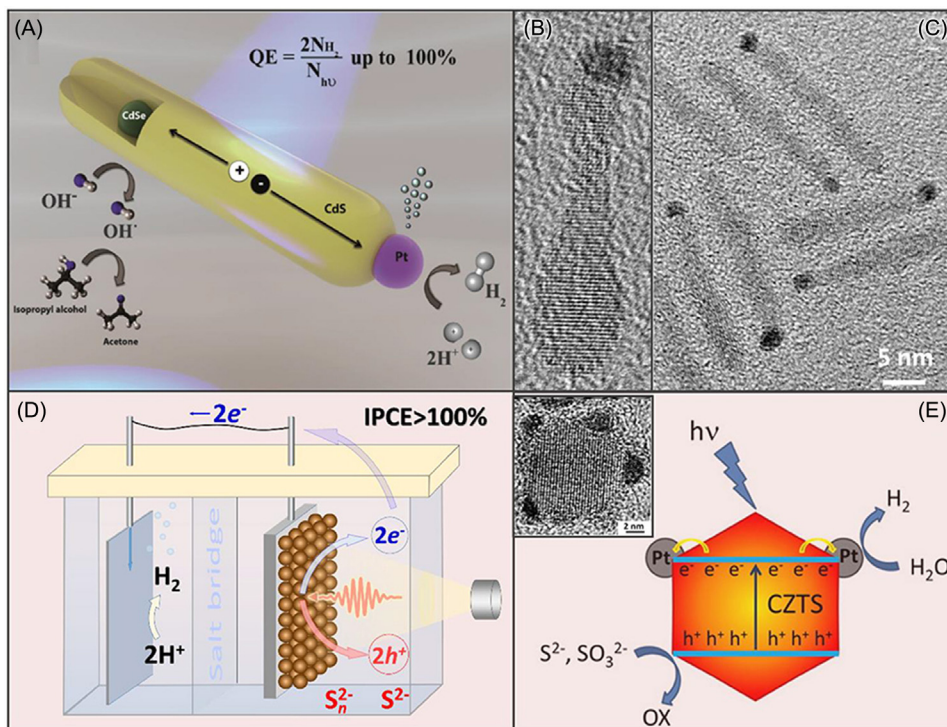 (A)
QE = 2N_H₂ / N_hυ up to 100%
CdSe
+
-
OH⁻
OH·
CdS
Pt
Isopropyl alcohol
Acetone
H₂
2H⁺
(B)
(C)
5 nm
(D)
←2e⁻
IPCE>100%
Salt bridge
H₂
2H⁺
2e⁻
2h⁺
Sₙ²⁻ S²⁻
2 nm
(E)
hν
H₂
Pt
Pt
e⁻ e⁻ e⁻ e⁻ e⁻ e⁻
H₂O
CZTS
h⁺ h⁺ h⁺ h⁺ h⁺ h⁺
S²⁻, SO₃²⁻
OX